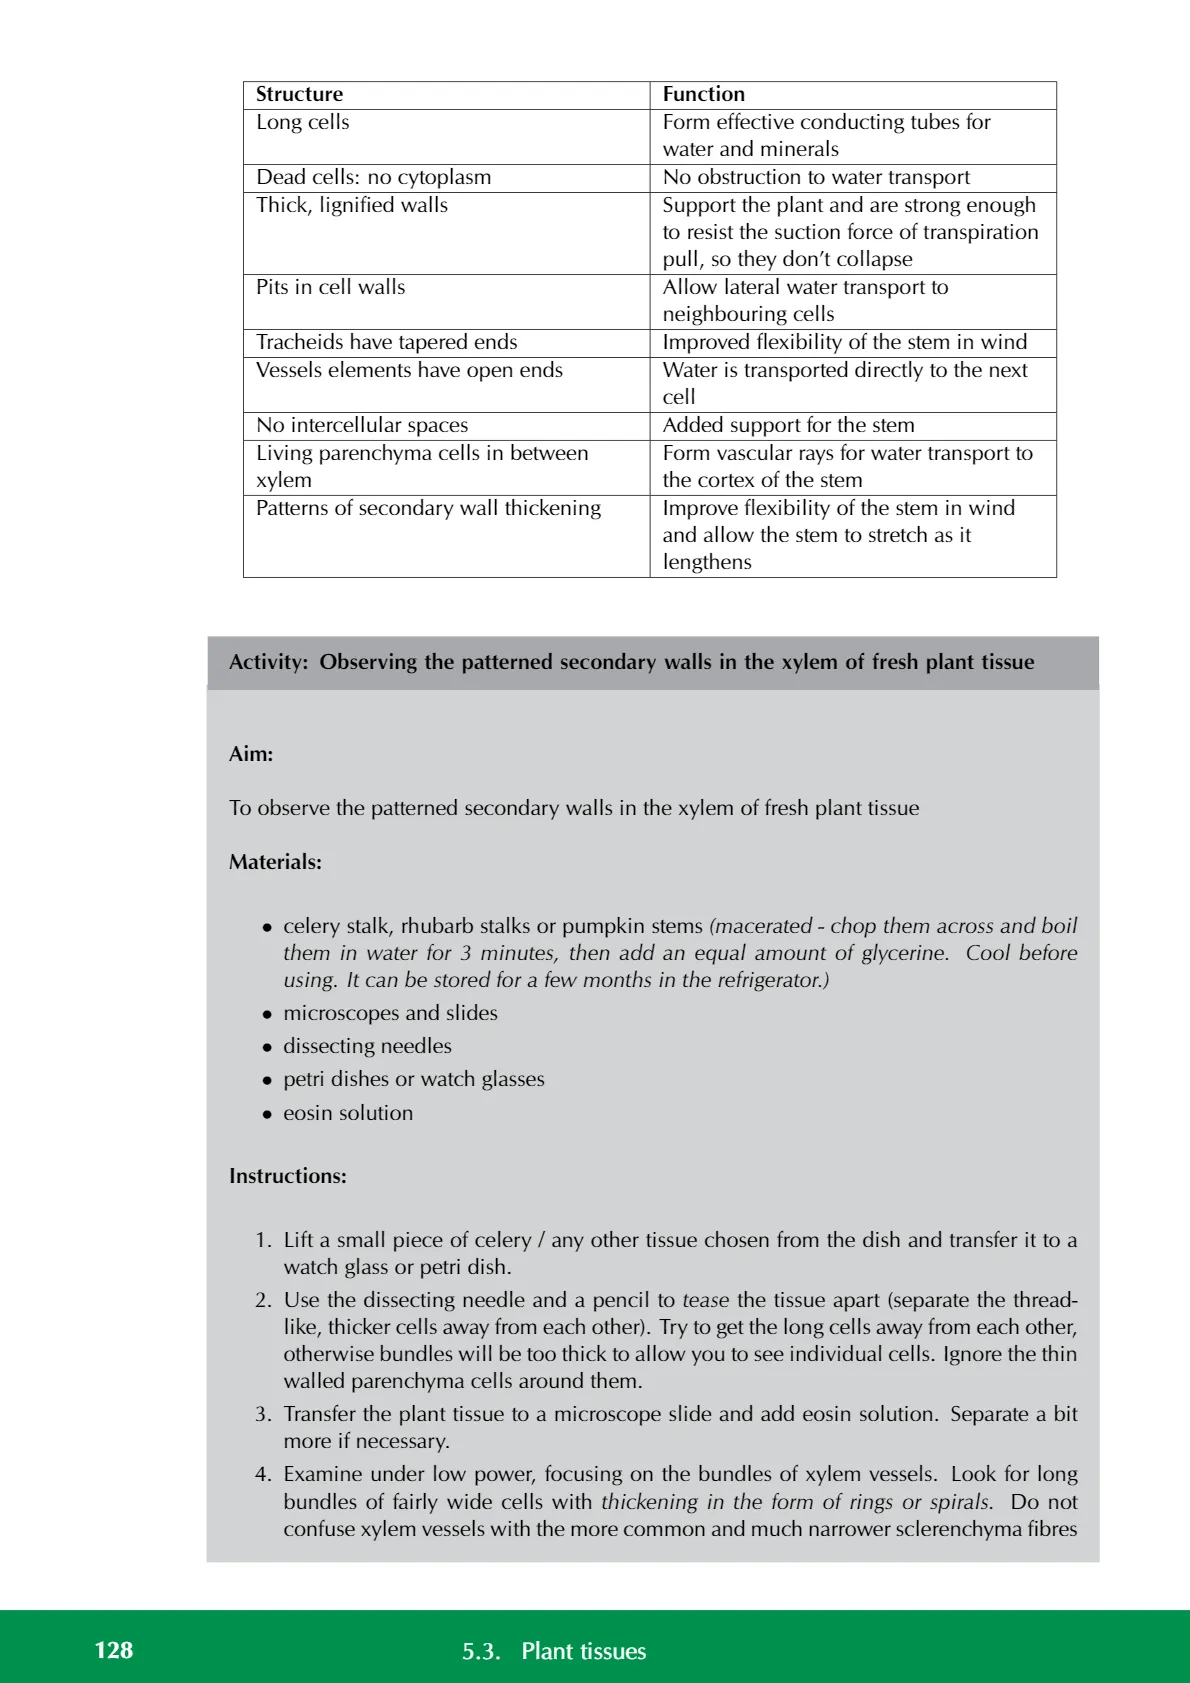 Structure Function
Long cells Form effective conducting tubes for
water and minerals
Dead cells: no cytoplasm No obstruction to water transport
Thick, lignified walls Support the plant and are strong enough
to resist the suction force of transpiration
pull, so they don’t collapse
Pits in cell walls Allow lateral water transport to
neighbouring cells
Tracheids have tapered ends Improved flexibility of the stem in wind
Vessels elements have open ends Water is transported directly to the next
cell
No intercellular spaces Added support for the stem
Living parenchyma cells in between Form vascular rays for water transport to
xylem the cortex of the stem
Patterns of secondary wall thickening Improve flexibility of the stem in wind
and allow the stem to stretch as it
lengthens
Activity: Observing the patterned secondary walls in the xylem of fresh plant tissue
Aim:
To observe the patterned secondary walls in the xylem of fresh plant tissue
Materials:
• celery stalk, rhubarb stalks or pumpkin stems (macerated - chop them across and boil
them in water for 3 minutes, then add an equal amount of glycerine. Cool before
using. It can be stored for a few months in the refrigerator.)
• microscopes and slides
• dissecting needles
• petri dishes or watch glasses
• eosin solution
Instructions:
1. Lift a small piece of celery / any other tissue chosen from the dish and transfer it to a
watch glass or petri dish.
2. Use the dissecting needle and a pencil to tease the tissue apart (separate the thread-
like, thicker cells away from each other). Try to get the long cells away from each other,
otherwise bundles will be too thick to allow you to see individual cells. Ignore the thin
walled parenchyma cells around them.
3. Transfer the plant tissue to a microscope slide and add eosin solution. Separate a bit
more if necessary.
4. Examine under low power, focusing on the bundles of xylem vessels. Look for long
bundles of fairly wide cells with thickening in the form of rings or spirals. Do not
confuse xylem vessels with the more common and much narrower sclerenchyma fibres
128 5.3. Plant tissues